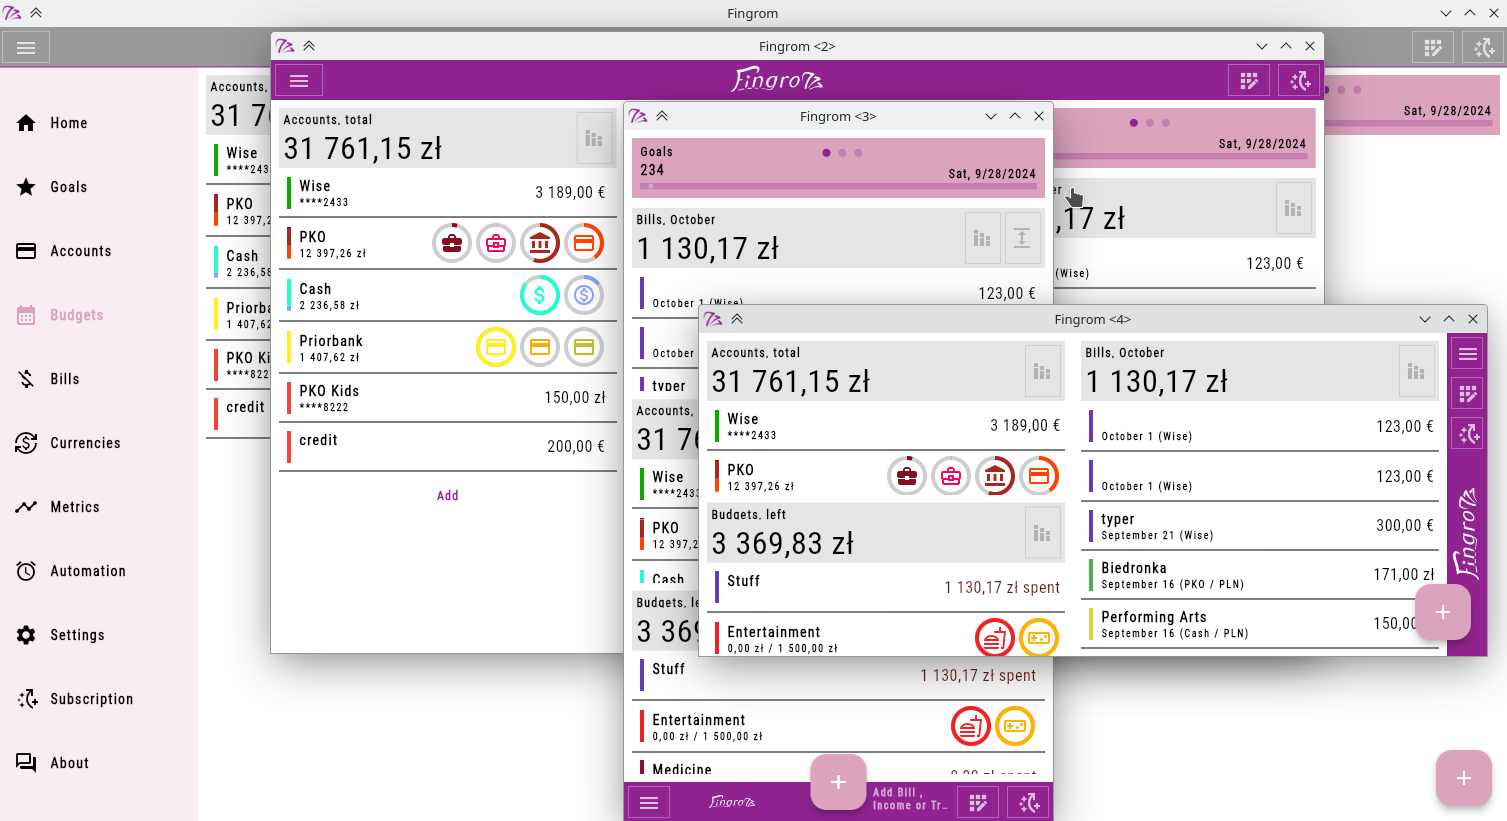 Fingrom
Home
Goals
Accounts
Budgets
Bills
Currencies
Metrics
Automation
Settings
Subscription
About
Accounts,
31 7
Wise
****243
PKO
12 397,2
Cash
2 236,58
Priorba
1 407,62
PKO Ki
****822
credit
Sat, 9/28/2024
Fingrom <2>
Fingrom
Accounts, total
31 761,15 zł
Wise
****2433
3 189,00 €
PKO
12 397,26 zł
Cash
2 236,58 zł
Priorbank
1 407,62 zł
PKO Kids
****8222
150,00 zł
credit
200,00 €
Add
Sat, 9/28/2024
er
,17 zł
123,00 €
(Wise)
Fingrom <3>
Goals
234
Sat, 9/28/2024
Bills, October
1 130,17 zł
123,00 €
October 1 (Wise)
October
typer
Accounts,
31 76
Wise
****2433
PKO
12 397,2
Cash
Budgets, le
3 369
Stuff
1 130,17 zł spent
Entertainment
0,00 zł / 1 500,00 zł
Medicine
0,00 zł spent
Fingrom
Add Bill ,
Income or Tr…
Fingrom <4>
Accounts, total
31 761,15 zł
Wise
****2433
3 189,00 €
PKO
12 397,26 zł
Budgets, left
3 369,83 zł
Stuff
1 130,17 zł spent
Entertainment
0,00 zł / 1 500,00 zł
Bills, October
1 130,17 zł
123,00 €
October 1 (Wise)
123,00 €
October 1 (Wise)
typer
September 21 (Wise)
300,00 €
Biedronka
September 16 (PKO / PLN)
171,00 zł
Performing Arts
September 16 (Cash / PLN)
150,00
Fingrom